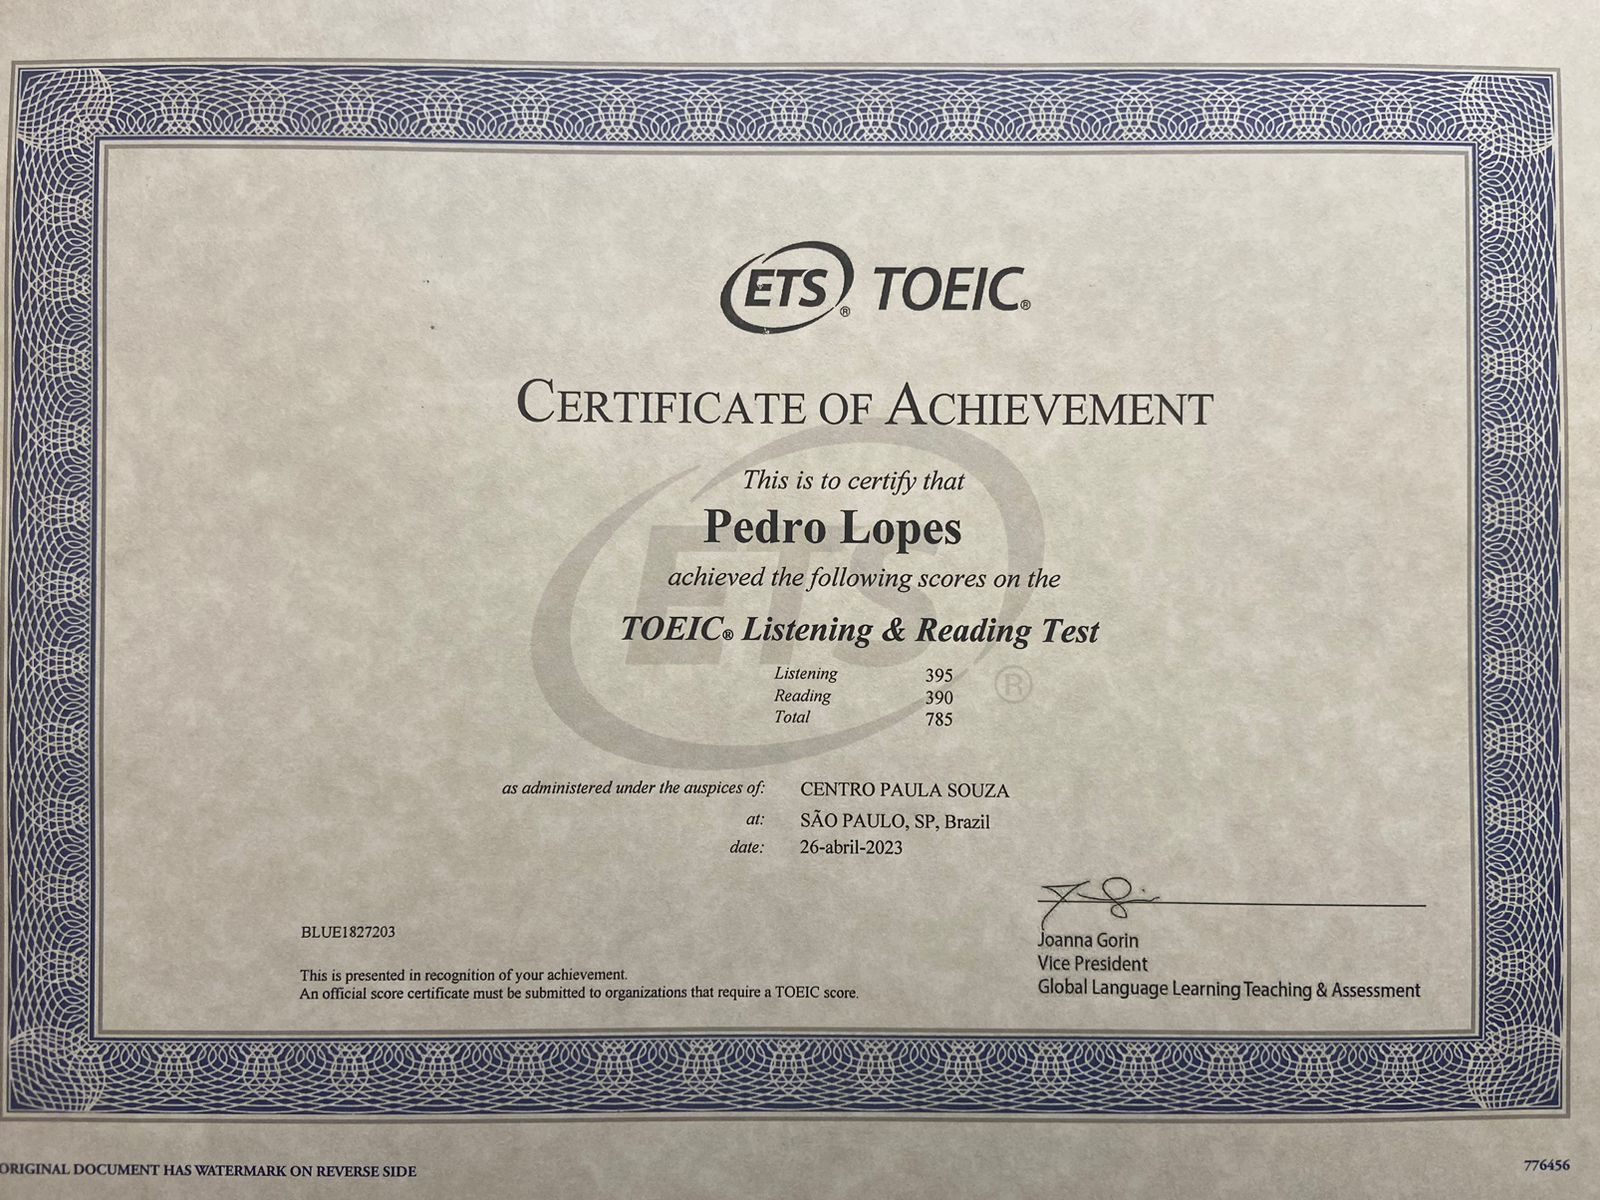 ETS® TOEIC®
CERTIFICATE OF ACHIEVEMENT
This is to certify that
Pedro Lopes
achieved the following scores on the
TOEIC® Listening & Reading Test
Listening 395
Reading 390
Total 785
ETS®
as administered under the auspices of: CENTRO PAULA SOUZA
at: SÃO PAULO, SP, Brazil
date: 26-abril-2023
Joanna Gorin
Vice President
Global Language Learning Teaching & Assessment
BLUE1827203
This is presented in recognition of your achievement.
An official score certificate must be submitted to organizations that require a TOEIC score.
ORIGINAL DOCUMENT HAS WATERMARK ON REVERSE SIDE
776456